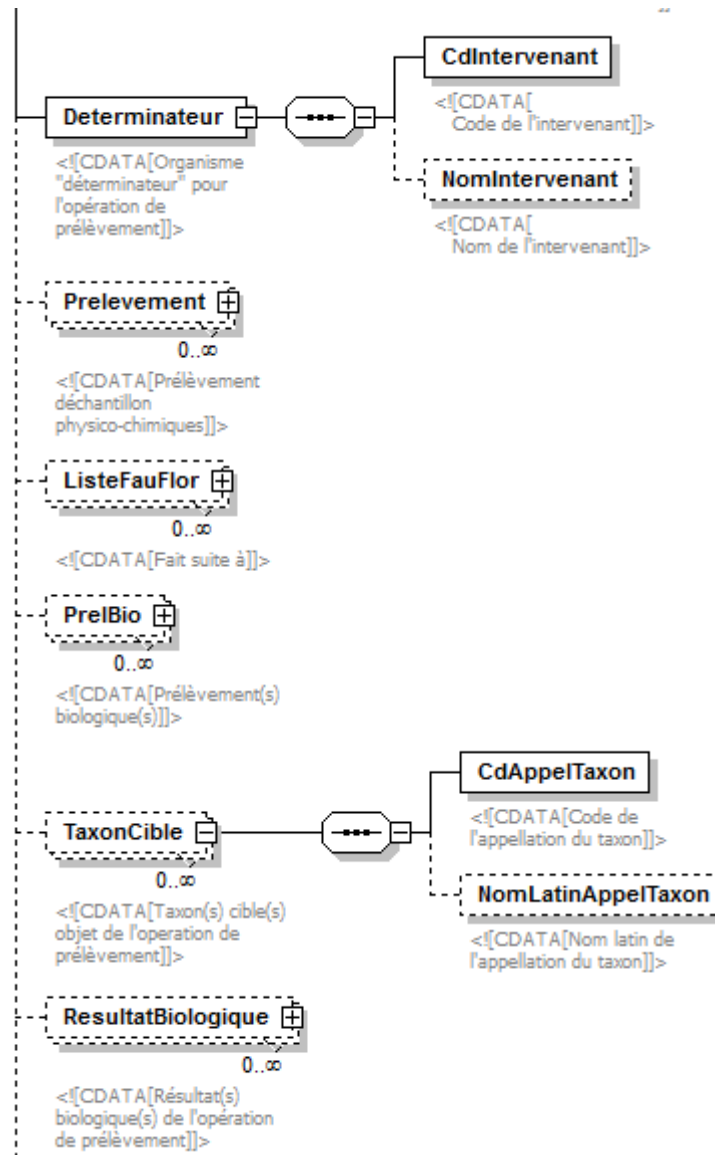 Determinateur
<![CDATA[Organisme
"déterminateur" pour
l'opération de
prélèvement]]>
CdIntervenant
<![CDATA[
Code de l'intervenant]]>
NomIntervenant
<![CDATA[
Nom de l'intervenant]]>
Prelevement
0..∞
<![CDATA[Prélèvement
déchantillon
physico-chimiques]]>
ListeFauFlor
0..∞
<![CDATA[Fait suite à]]>
PrelBio
0..∞
<![CDATA[Prélèvement(s)
biologique(s)]]>
TaxonCible
0..∞
<![CDATA[Taxon(s) cible(s)
objet de l'operation de
prélèvement]]>
CdAppelTaxon
<![CDATA[Code de
l'appellation du taxon]]>
NomLatinAppelTaxon
<![CDATA[Nom latin de
l'appellation du taxon]]>
ResultatBiologique
0..∞
<![CDATA[Résultat(s)
biologique(s) de l'opération
de prélèvement]]>